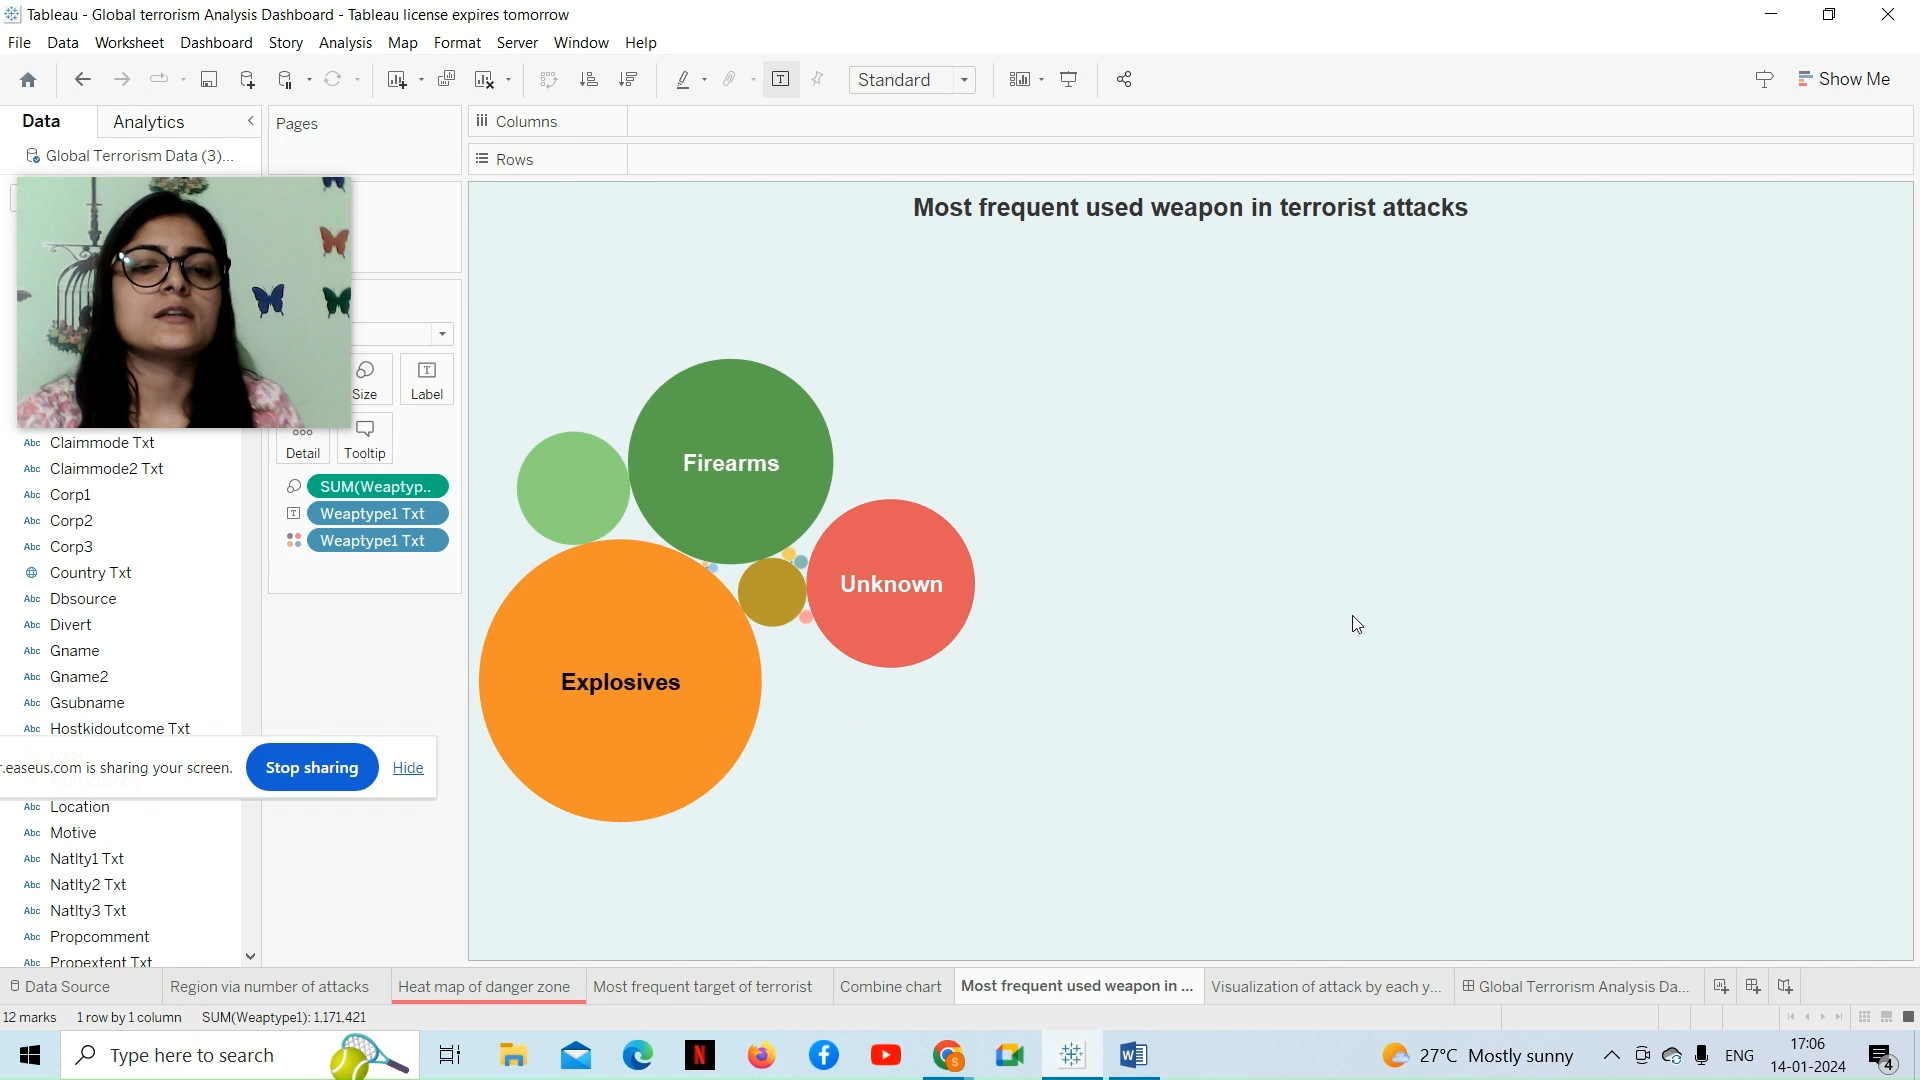 Tableau - Global terrorism Analysis Dashboard - Tableau license expires tomorrow
File Data Worksheet Dashboard Story Analysis Map Format Server Window Help
Standard
Show Me
Data Analytics
Pages
Columns
Global Terrorism Data (3)...
Rows
Most frequent used weapon in terrorist attacks
Size
Label
Detail
Tooltip
Claimmode Txt
Claimmode2 Txt
Corp1
Corp2
Corp3
Country Txt
Dbsource
Divert
Gname
Gname2
Gsubname
Hostkidoutcome Txt
SUM(Weaptyp..
Weaptype1 Txt
Weaptype1 Txt
Firearms
Unknown
Explosives
r.easeus.com is sharing your screen.
Stop sharing
Hide
Location
Motive
Natlty1 Txt
Natlty2 Txt
Natlty3 Txt
Propcomment
Propextent Txt
Data Source
Region via number of attacks
Heat map of danger zone
Most frequent target of terrorist
Combine chart
Most frequent used weapon in ...
Visualization of attack by each y...
Global Terrorism Analysis Da...
12 marks 1 row by 1 column SUM(Weaptype1): 1,171,421
Type here to search
27°C Mostly sunny
ENG
17:06
14-01-2024
4